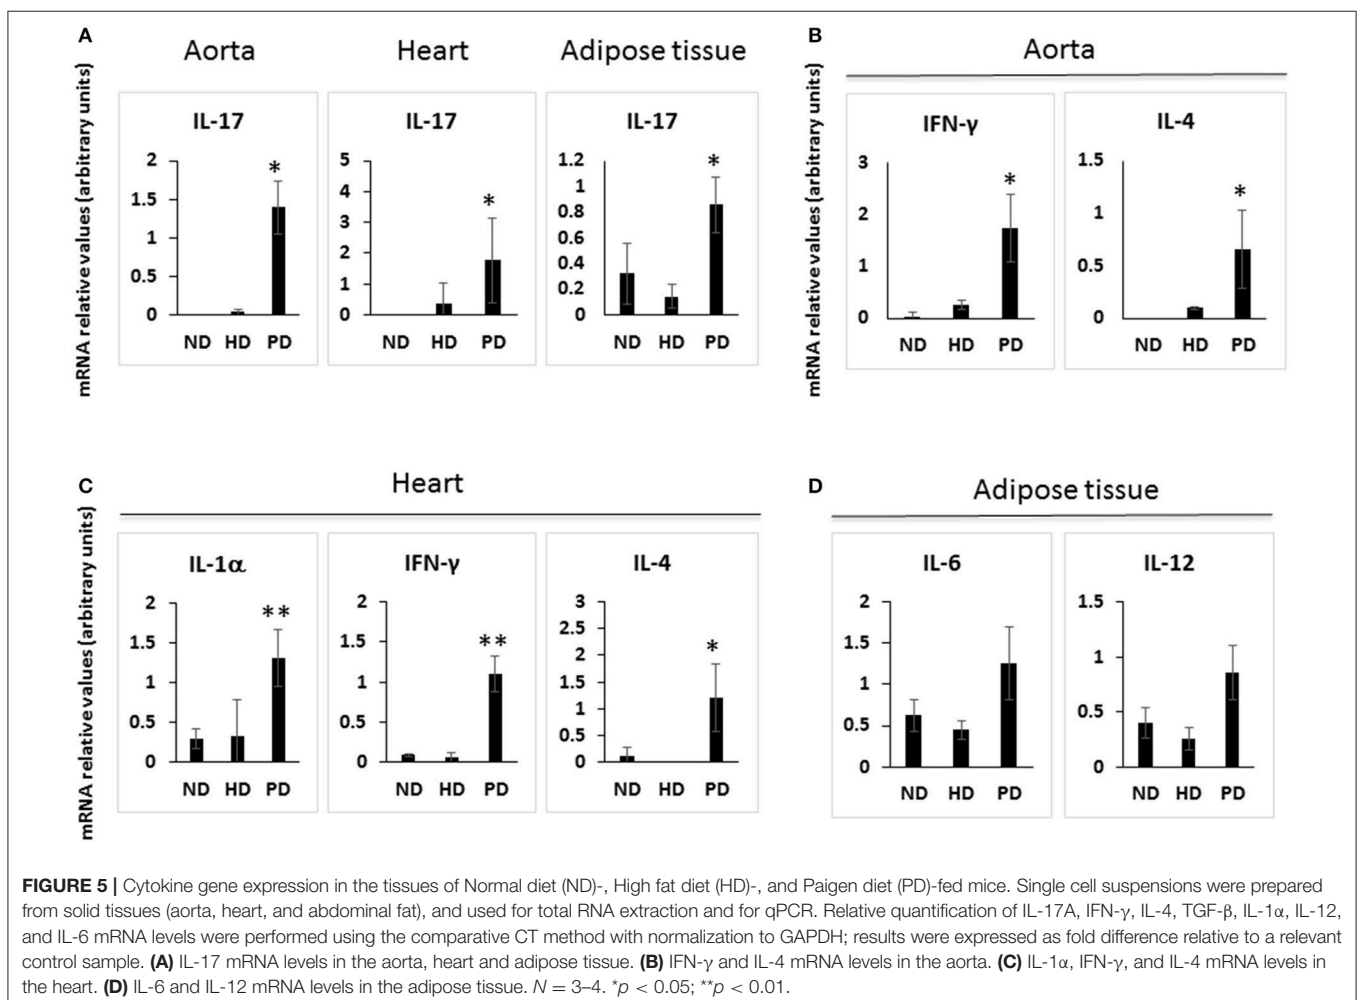 A
Aorta
Heart
Adipose tissue
mRNA relative values (arbitrary units)
IL-17
2
1.5
1
0.5
0
*
ND HD PD
IL-17
5
4
3
2
1
0
*
ND HD PD
IL-17
1.2
1
0.8
0.6
0.4
0.2
0
*
ND HD PD
B
Aorta
mRNA relative values (arbitrary units)
IFN-γ
3
2
1
0
*
ND HD PD
IL-4
1.5
1
0.5
0
*
ND HD PD
C
Heart
mRNA relative values (arbitrary units)
IL-1α
2
1.5
1
0.5
0
**
ND HD PD
IFN-γ
2
1.5
1
0.5
0
**
ND HD PD
IL-4
3
2.5
2
1.5
1
0.5
0
*
ND HD PD
D
Adipose tissue
IL-6
2
1.5
1
0.5
0
ND HD PD
IL-12
1.5
1
0.5
0
ND HD PD
FIGURE 5 | Cytokine gene expression in the tissues of Normal diet (ND)-, High fat diet (HD)-, and Paigen diet (PD)-fed mice. Single cell suspensions were prepared
from solid tissues (aorta, heart, and abdominal fat), and used for total RNA extraction and for qPCR. Relative quantification of IL-17A, IFN-γ, IL-4, TGF-β, IL-1α, IL-12,
and IL-6 mRNA levels were performed using the comparative CT method with normalization to GAPDH; results were expressed as fold difference relative to a relevant
control sample. (A) IL-17 mRNA levels in the aorta, heart and adipose tissue. (B) IFN-γ and IL-4 mRNA levels in the aorta. (C) IL-1α, IFN-γ, and IL-4 mRNA levels in
the heart. (D) IL-6 and IL-12 mRNA levels in the adipose tissue. N = 3–4. *p < 0.05; **p < 0.01.